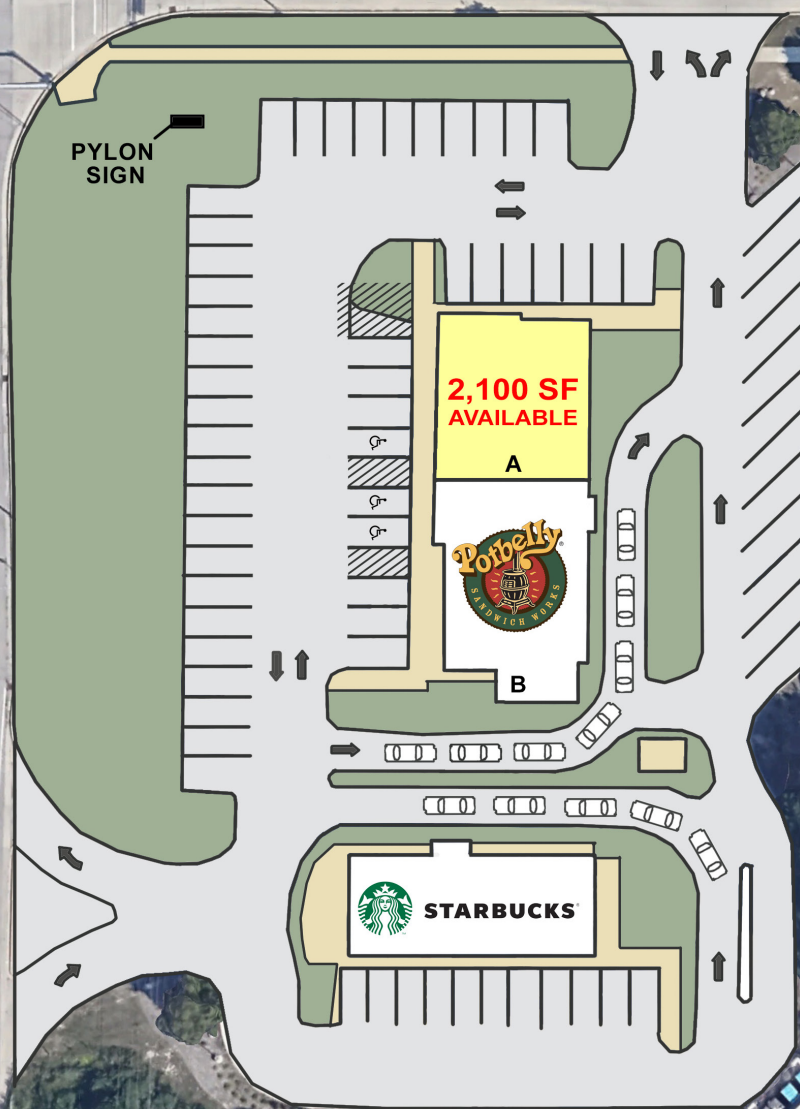 PYLON
SIGN
2,100 SF
AVAILABLE
A
Potbelly®
SANDWICH WORKS
B
STARBUCKS®